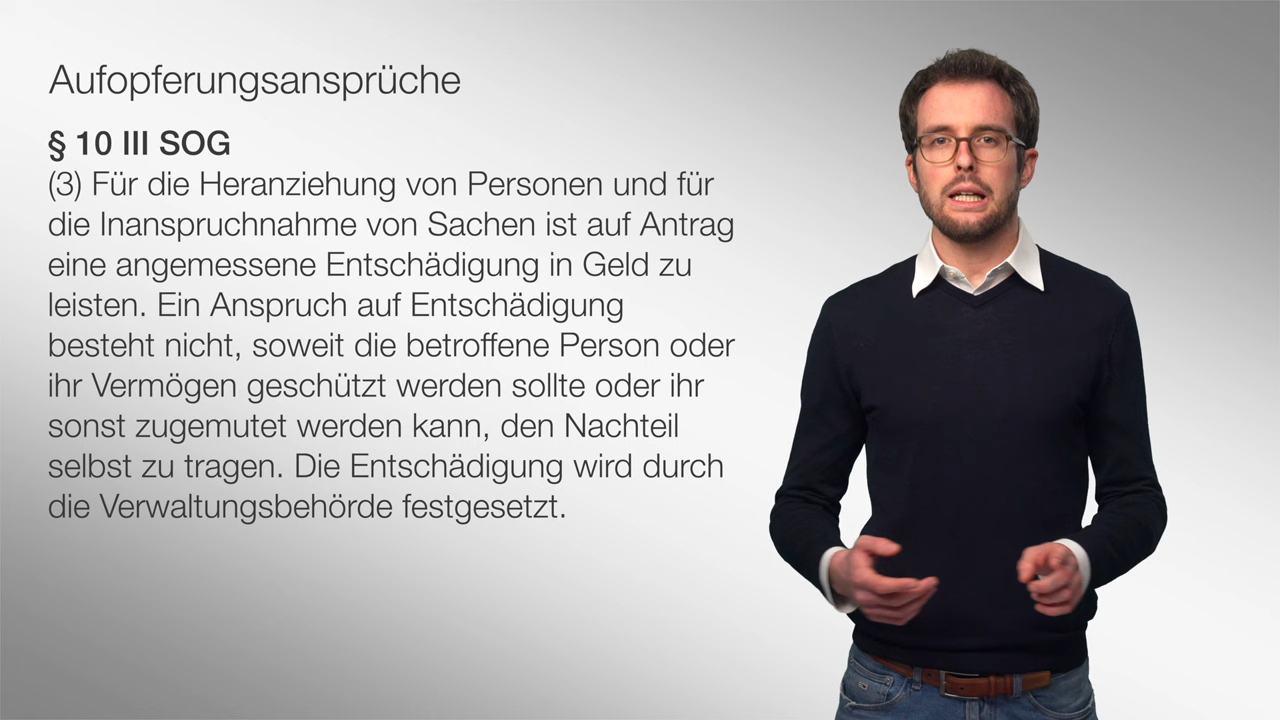 Aufopferungsansprüche
§ 10 III SOG
(3) Für die Heranziehung von Personen und für
die Inanspruchnahme von Sachen ist auf Antrag
eine angemessene Entschädigung in Geld zu
leisten. Ein Anspruch auf Entschädigung
besteht nicht, soweit die betroffene Person oder
ihr Vermögen geschützt werden sollte oder ihr
sonst zugemutet werden kann, den Nachteil
selbst zu tragen. Die Entschädigung wird durch
die Verwaltungsbehörde festgesetzt.